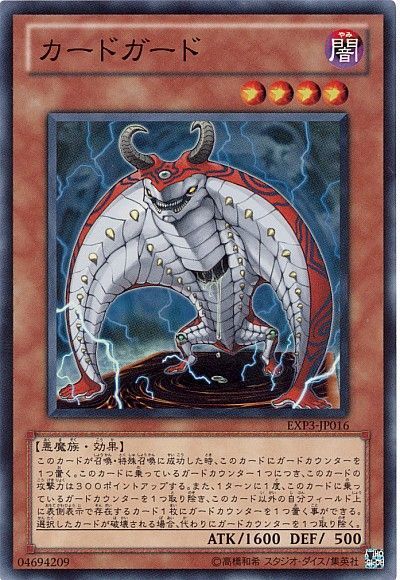 カードガード
闇
EXP3-JP016
【悪魔族・効果】
このカードが召喚・特殊召喚に成功した時、このカードにガードカウンターを
1つ置く。このカードに乗っているガードカウンター1つにつき、このカードの
攻撃力は300ポイントアップする。また、1ターンに1度、このカードに乗っ
ているガードカウンターを1つ取り除き、このカード以外の自分フィールド上
に表側表示で存在するカード1枚にガードカウンターを1つ置く事ができる。
選択したカードが破壊される場合、代わりにガードカウンターを1つ取り除く。
ATK/1600 DEF/ 500
04694209
©高橋和希 スタジオ・ダイス/集英社